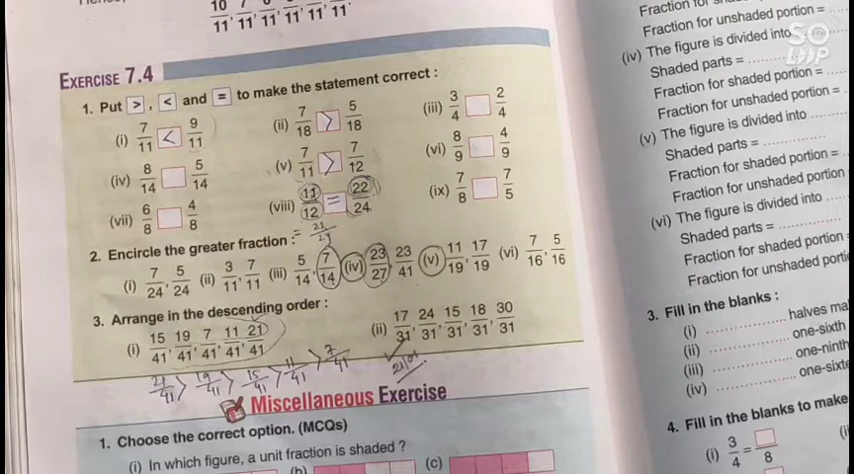 10/11, 7/11, /11, /11, /11, /11.
Fraction for
Fraction for unshaded portion =
(iv) The figure is divided into
Shaded parts =
Fraction for shaded portion =
Fraction for unshaded portion =
(v) The figure is divided into
Shaded parts =
Fraction for shaded portion =
Fraction for unshaded portion
(vi) The figure is divided into
Shaded parts =
Fraction for shaded portion
Fraction for unshaded
3. Fill in the blanks :
(i) halves
(ii) one-sixth
(iii) one-ninth
(iv)
4. Fill in the blanks to make
(i) 3/4 = □/8
EXERCISE 7.4
1. Put > , < and = to make the statement correct :
(i) 7/11 < 9/11 (ii) 7/18 > 5/18 (iii) 3/4 □ 2/4
(iv) 8/14 □ 5/14 (v) 7/11 > 7/12 (vi) 8/9 □ 4/9
(vii) 6/8 □ 4/8 (viii) 11/12 = 22/24 (ix) 7/8 □ 7/5
2. Encircle the greater fraction :
(i) 7/24, 5/24 (ii) 3/11, 7/11 (iii) 5/14, 7/14 (iv) 23/27, 23/41 (v) 11/19, 17/19 (vi) 7/16, 5/16
3. Arrange in the descending order :
(i) 15/41, 19/41, 7/41, 11/41, 21/41 (ii) 17/31, 24/31, 15/31, 18/31, 30/31
21/41 > 19/41 > 15/41 > 11/41 > 7/41
Miscellaneous Exercise
1. Choose the correct option. (MCQs)
(i) In which figure, a unit fraction is shaded ?
(b) (c)
SO LOOP